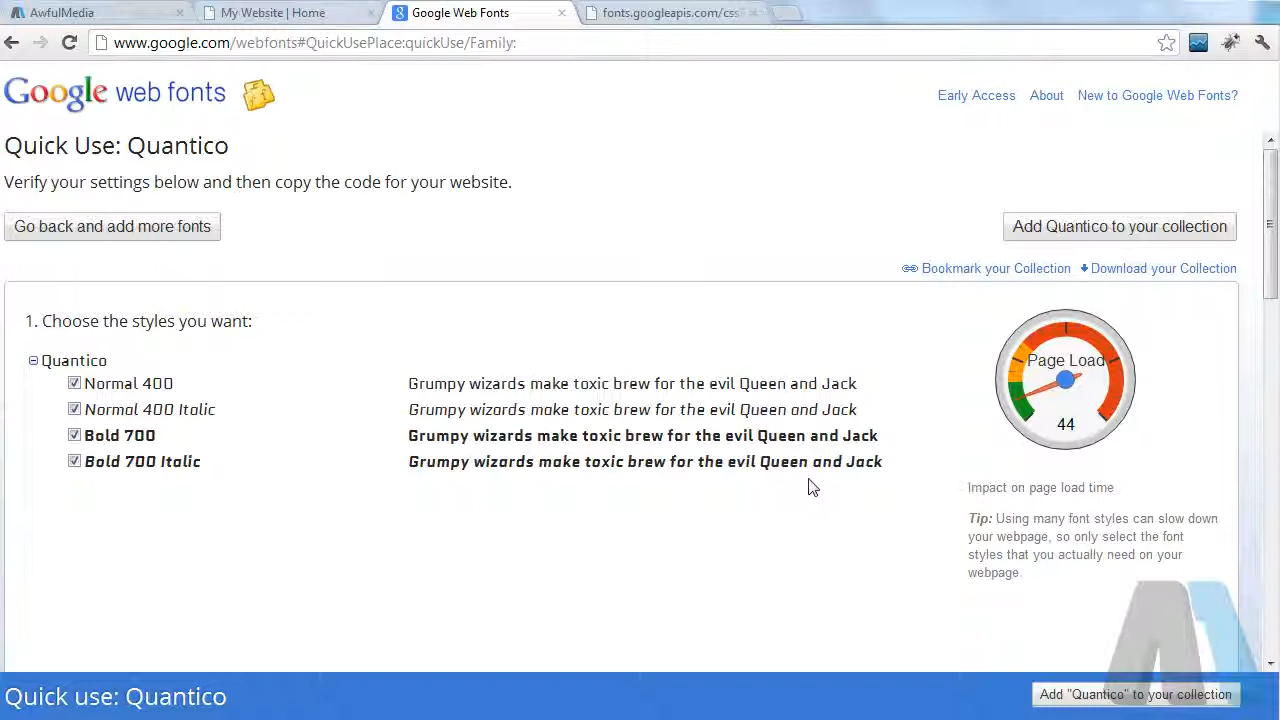 AwfulMedia
My Website | Home
Google Web Fonts
fonts.googleapis.com/css
www.google.com/webfonts#QuickUsePlace:quickUse/Family:
Google web fonts
Early Access
About
New to Google Web Fonts?
Quick Use: Quantico
Verify your settings below and then copy the code for your website.
Go back and add more fonts
Add Quantico to your collection
Bookmark your Collection
Download your Collection
1. Choose the styles you want:
Quantico
Normal 400
Grumpy wizards make toxic brew for the evil Queen and Jack
Normal 400 Italic
Grumpy wizards make toxic brew for the evil Queen and Jack
Bold 700
Grumpy wizards make toxic brew for the evil Queen and Jack
Bold 700 Italic
Grumpy wizards make toxic brew for the evil Queen and Jack
Page Load
44
Impact on page load time
Tip: Using many font styles can slow down
your webpage, so only select the font
styles that you actually need on your
webpage.
Quick use: Quantico
Add "Quantico" to your collection